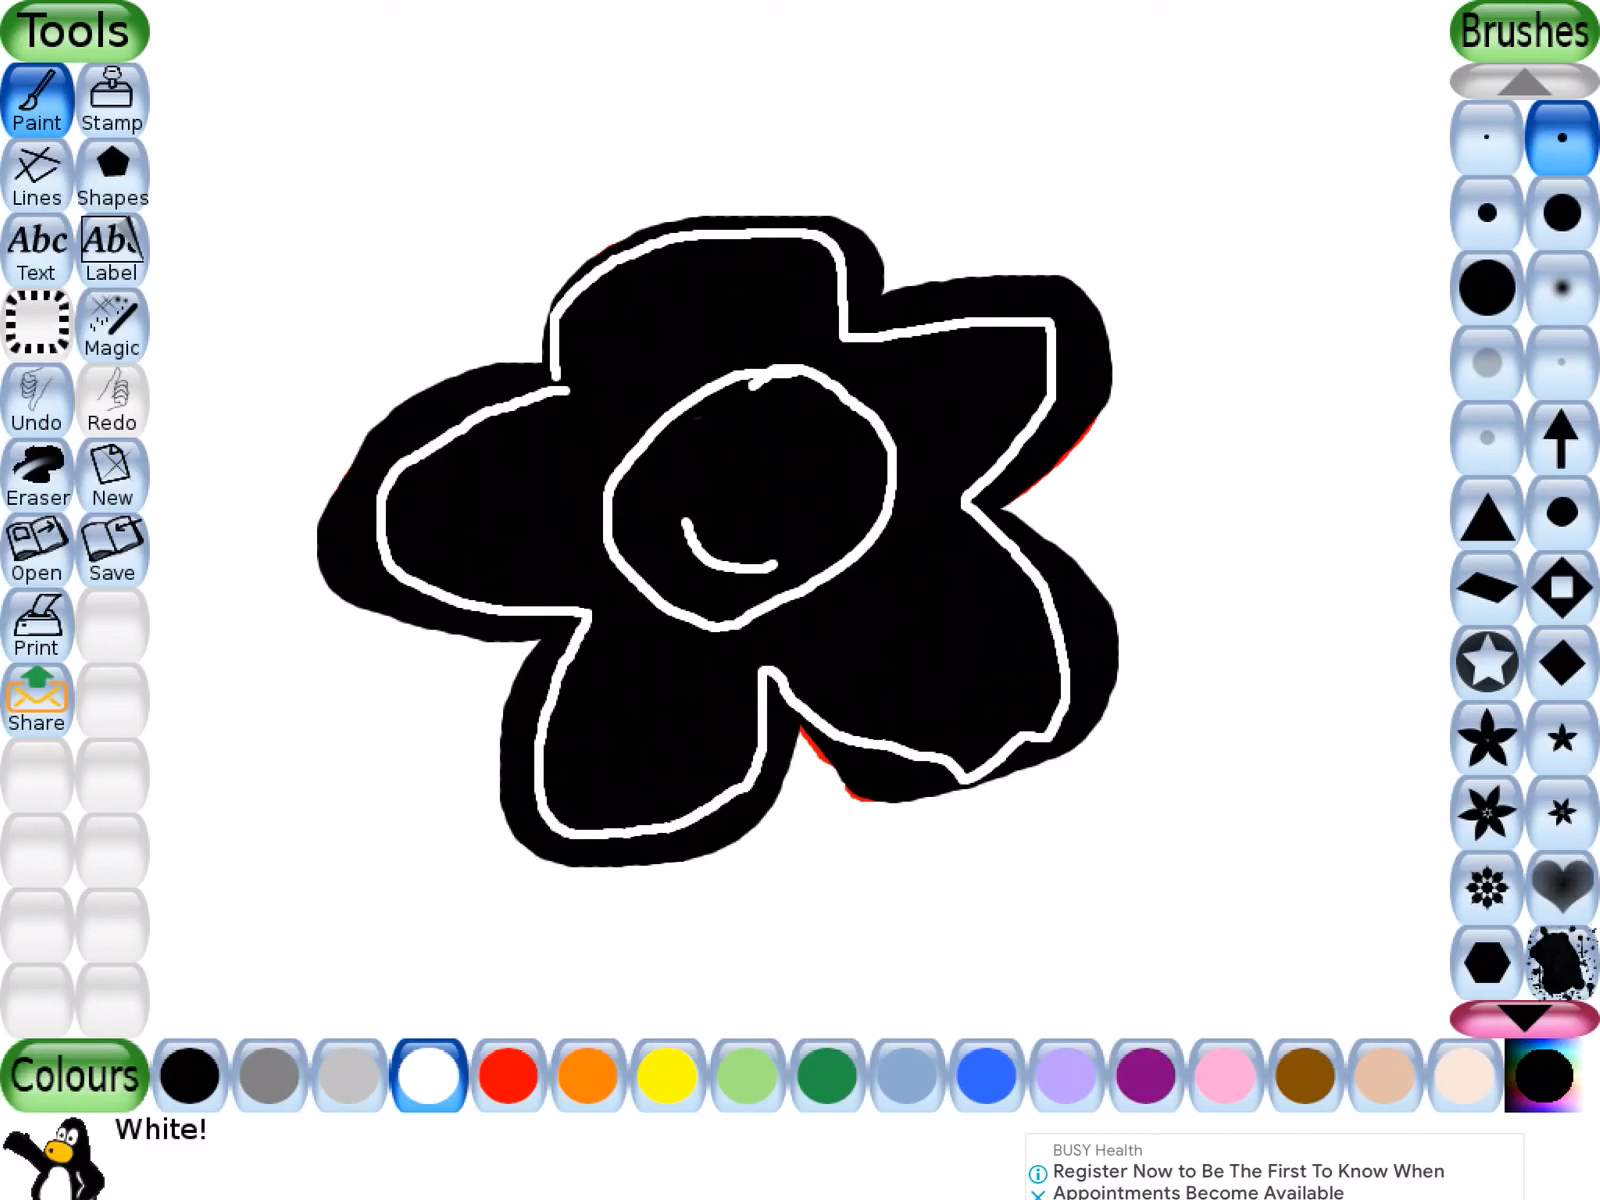 Tools
Brushes
Paint
Stamp
Lines
Shapes
Abc
Abc
Text
Label
Magic
Undo
Redo
Eraser
New
Open
Save
Print
Share
Colours
White!
BUSY Health
Register Now to Be The First To Know When
Appointments Become Available